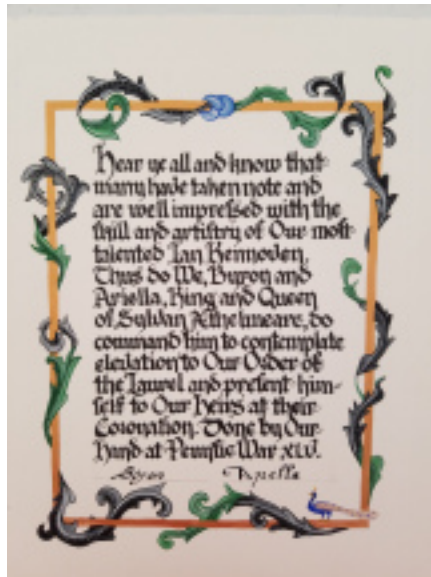 Hear ye all and know that
many have taken note and
are well impreſsed with the
ſkill and artiſtry of Our moſt
talented Ian Kennoven.
Thus do We, Byron and
Ariella, King and Queen
of Sylvan Æthelmearc, do
command him to contemplate
elevation to Our Order of
the Laurel and preſent him-
ſelf to Our Heirs at their
Coronation. Done by Our
Hand at Pennſic War XLV.
Byron Ariella